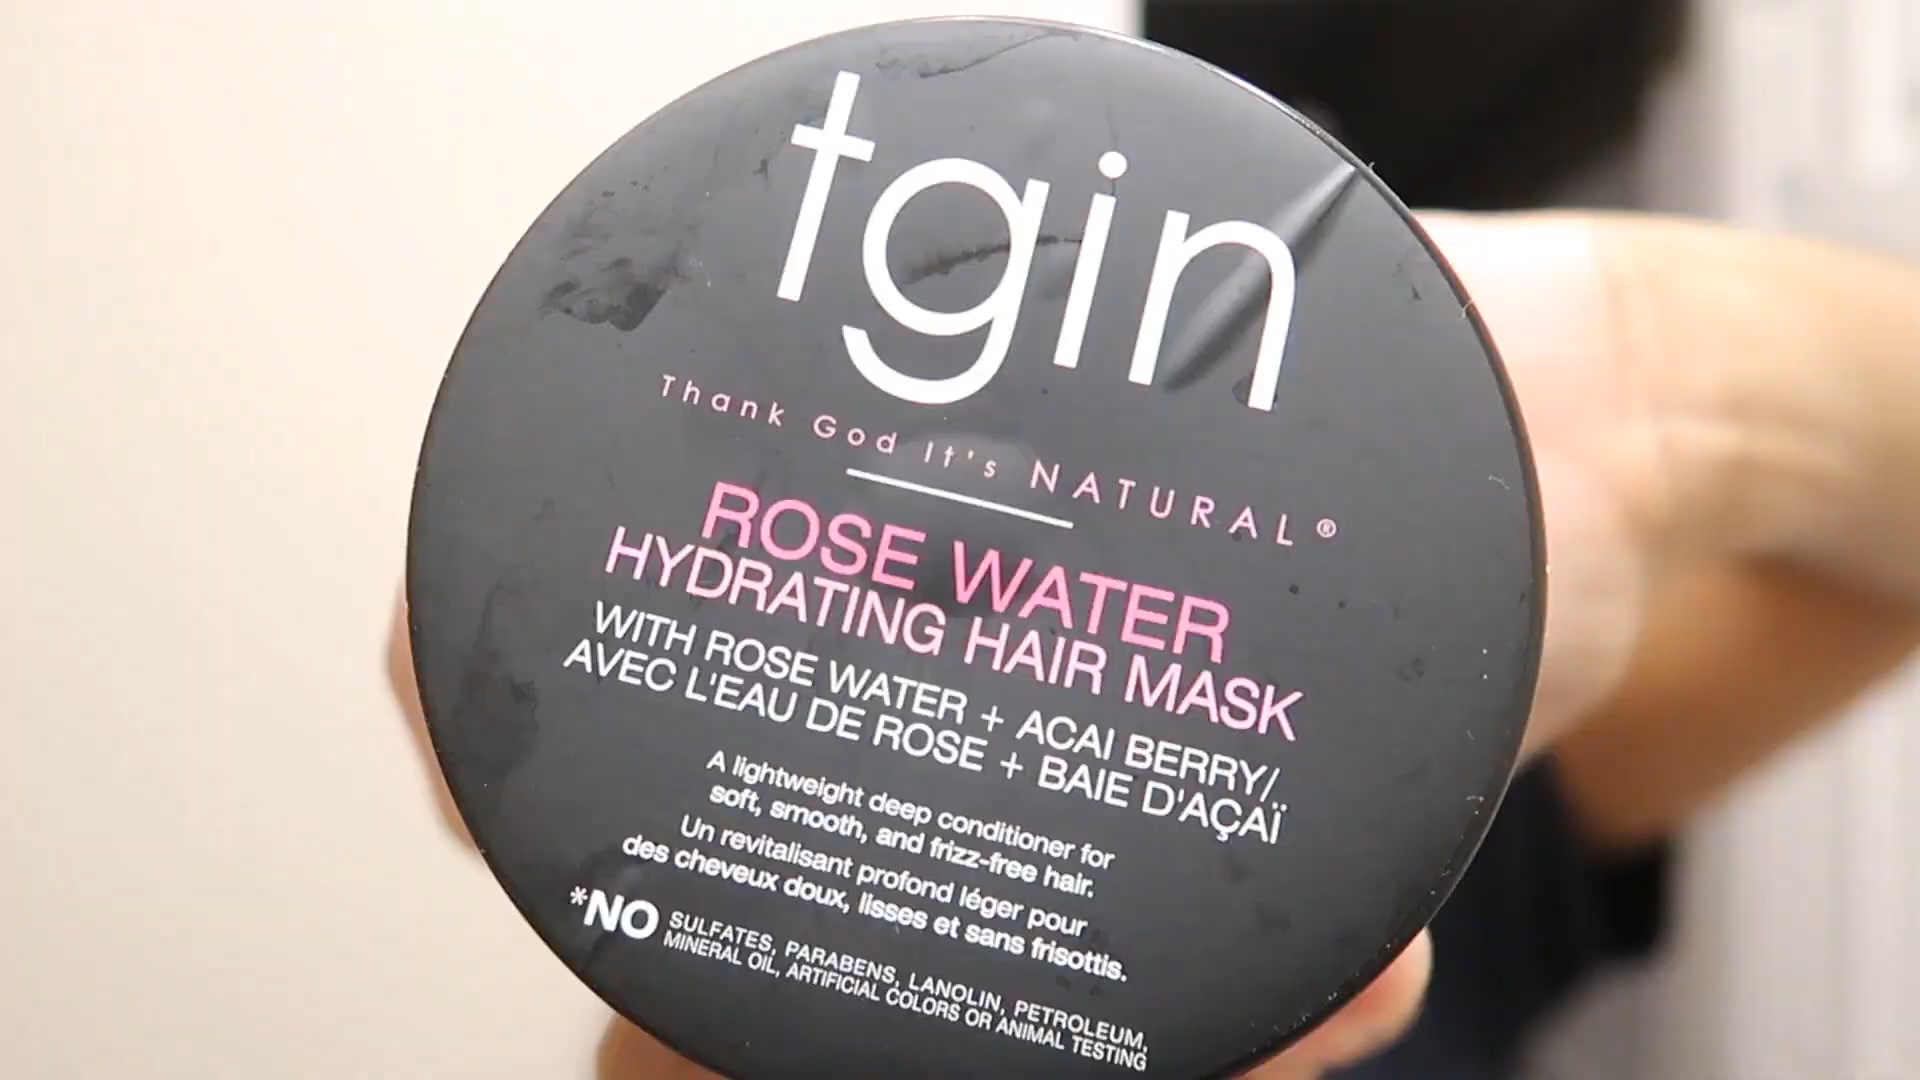 tgin
Thank God It's NATURAL®
ROSE WATER
HYDRATING HAIR MASK
WITH ROSE WATER + ACAI BERRY/
AVEC L'EAU DE ROSE + BAIE D'AÇAÏ
A lightweight deep conditioner for
soft, smooth, and frizz-free hair.
Un revitalisant profond léger pour
des cheveux doux, lisses et sans frisottis.
*NO SULFATES, PARABENS, LANOLIN, PETROLEUM,
MINERAL OIL, ARTIFICIAL COLORS OR ANIMAL TESTING